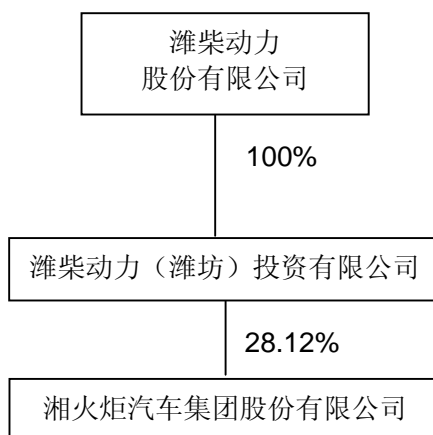 潍柴动力
股份有限公司
100%
潍柴动力（潍坊）投资有限公司
28.12%
湘火炬汽车集团股份有限公司